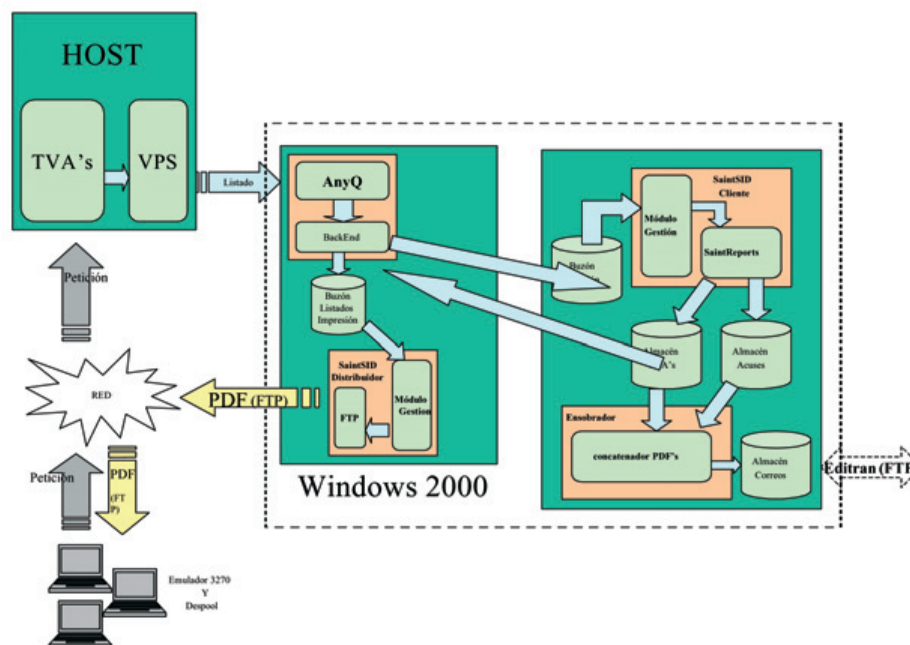 HOST
TVA's
VPS
Listado
AnyQ
BackEnd
Buzón
Listados
Impresión
SaintSID
Distribuidor
FTP
Módulo
Gestion
Windows 2000
SaintSID
Cliente
Módulo
Gestión
SaintReports
Buzón
Almacén
A's
Almacén
Acuses
Ensobrador
concatenador PDF's
Almacén
Correos
Editran (FTP
Petición
RED
PDF (FTP)
Petición
PDF
(FT
P)
Emulador 3270
Y
Despool